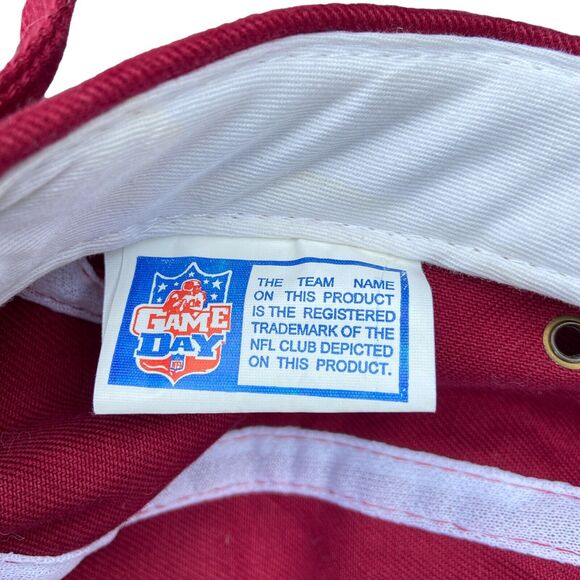 GAME
DAY
NFL
THE TEAM NAME
ON THIS PRODUCT
IS THE REGISTERED
TRADEMARK OF THE
NFL CLUB DEPICTED
ON THIS PRODUCT.